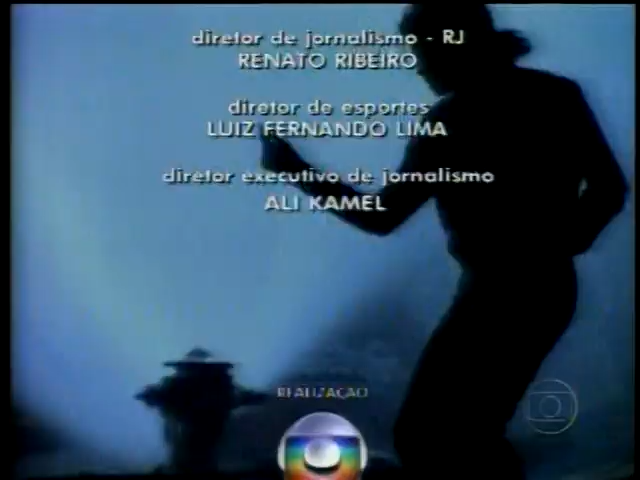 diretor de jornalismo - RJ
RENATO RIBEIRO
diretor de esportes
LUIZ FERNANDO LIMA
diretor executivo de jornalismo
ALI KAMEL
REALIZAÇÃO